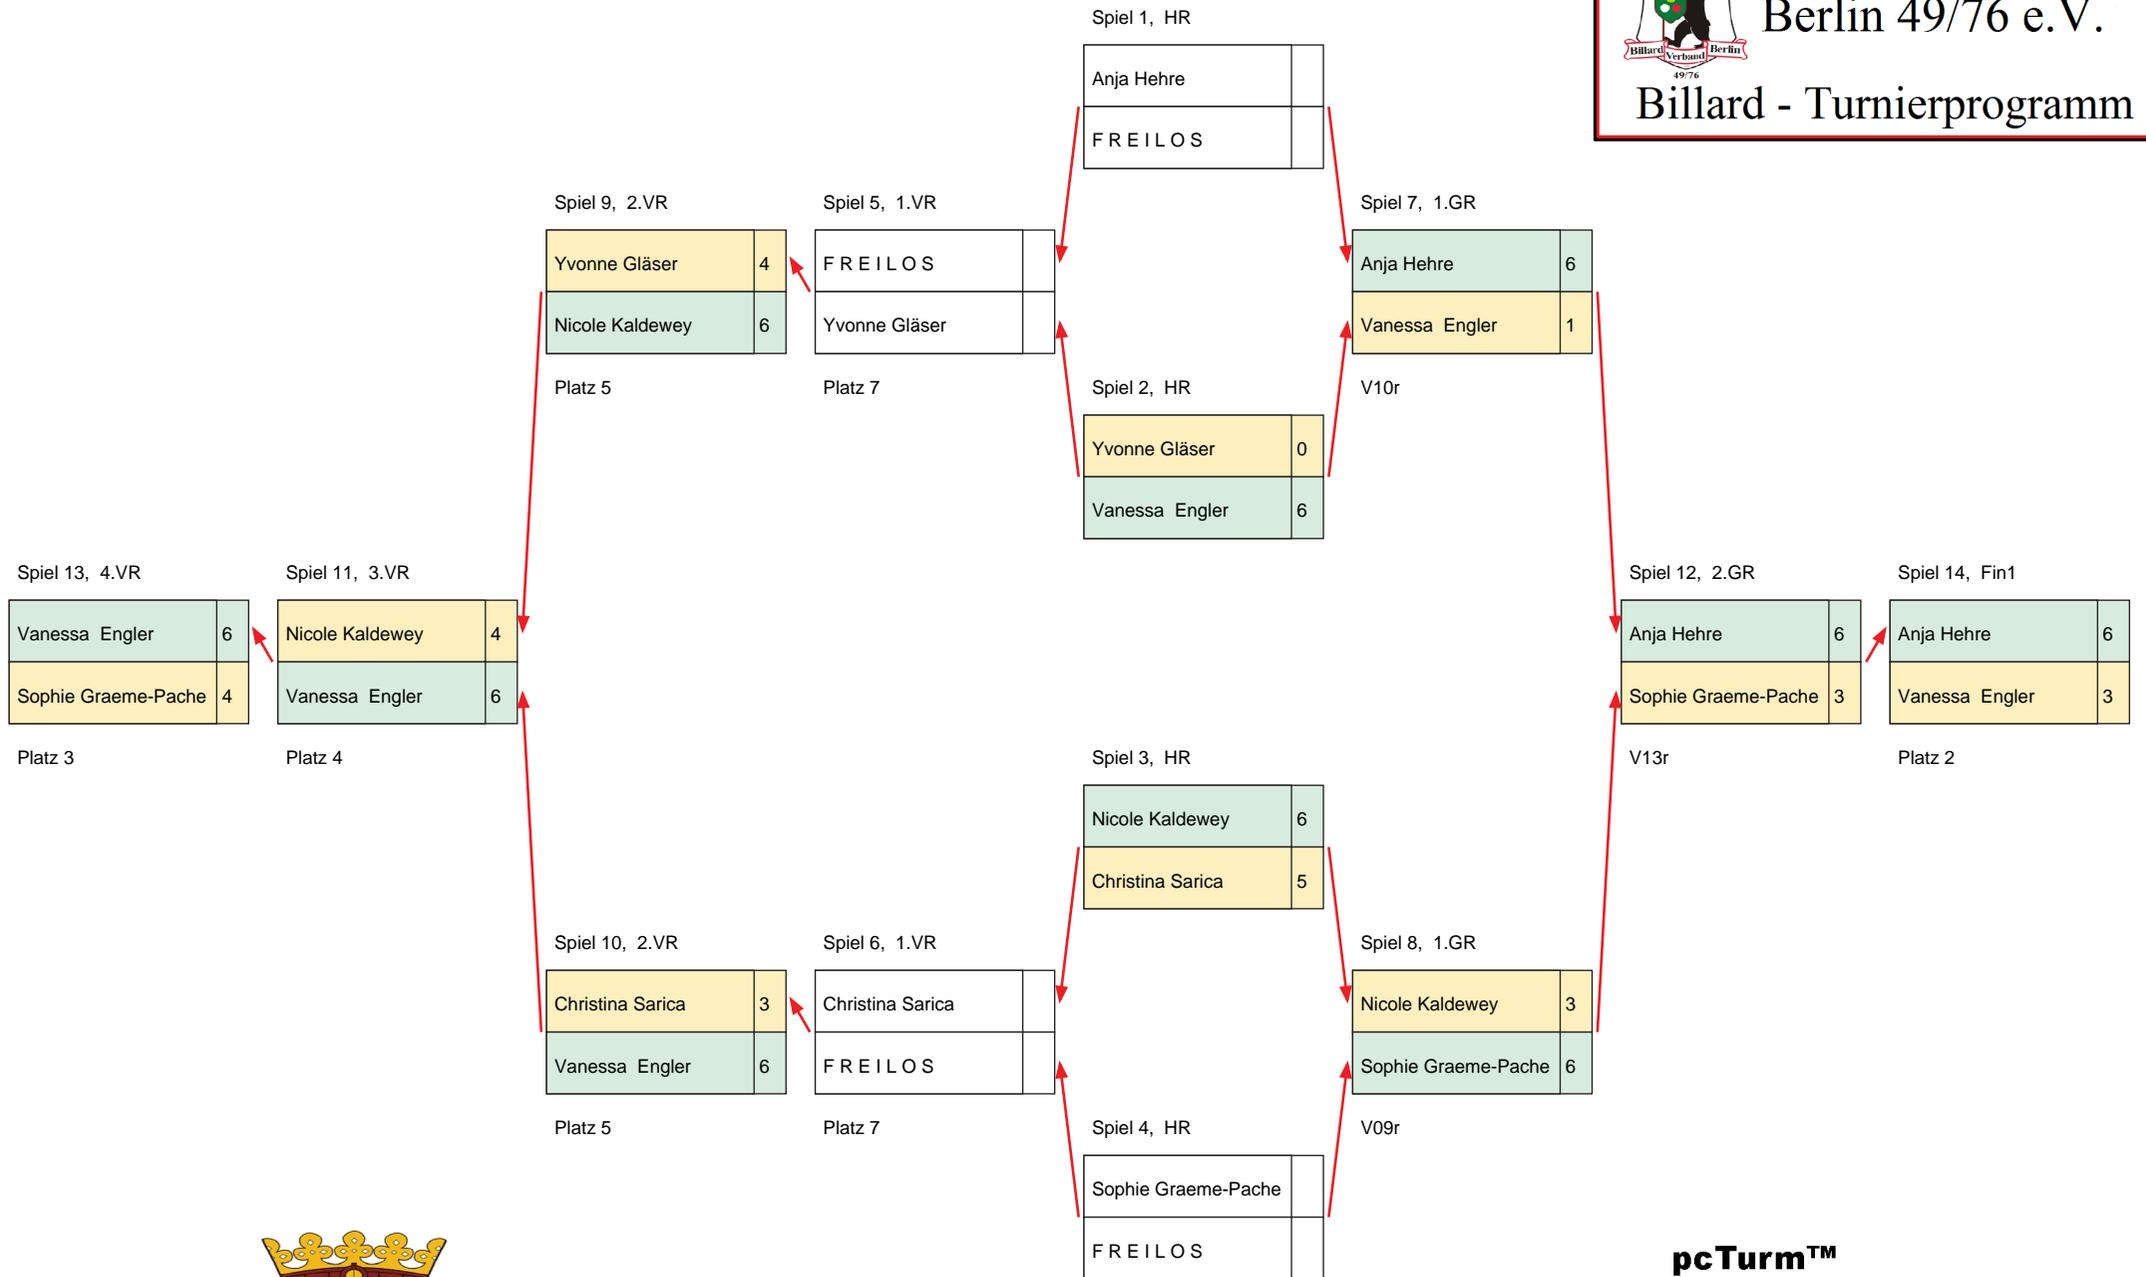 Berlin 49/76 e.V.
Billard Verband Berlin
49/76
Billard - Turnierprogramm
Spiel 1, HR
Anja Hehre
F R E I L O S
Spiel 9, 2.VR
Yvonne Gläser 4
Nicole Kaldewey 6
Platz 5
Spiel 5, 1.VR
F R E I L O S
Yvonne Gläser
Platz 7
Spiel 7, 1.GR
Anja Hehre 6
Vanessa Engler 1
V10r
Spiel 2, HR
Yvonne Gläser 0
Vanessa Engler 6
Spiel 13, 4.VR
Vanessa Engler 6
Sophie Graeme-Pache 4
Platz 3
Spiel 11, 3.VR
Nicole Kaldewey 4
Vanessa Engler 6
Platz 4
Spiel 12, 2.GR
Anja Hehre 6
Sophie Graeme-Pache 3
V13r
Spiel 14, Fin1
Anja Hehre 6
Vanessa Engler 3
Platz 2
Spiel 3, HR
Nicole Kaldewey 6
Christina Sarica 5
Spiel 10, 2.VR
Christina Sarica 3
Vanessa Engler 6
Platz 5
Spiel 6, 1.VR
Christina Sarica
F R E I L O S
Platz 7
Spiel 8, 1.GR
Nicole Kaldewey 3
Sophie Graeme-Pache 6
V09r
Spiel 4, HR
Sophie Graeme-Pache
F R E I L O S
pcTurm™